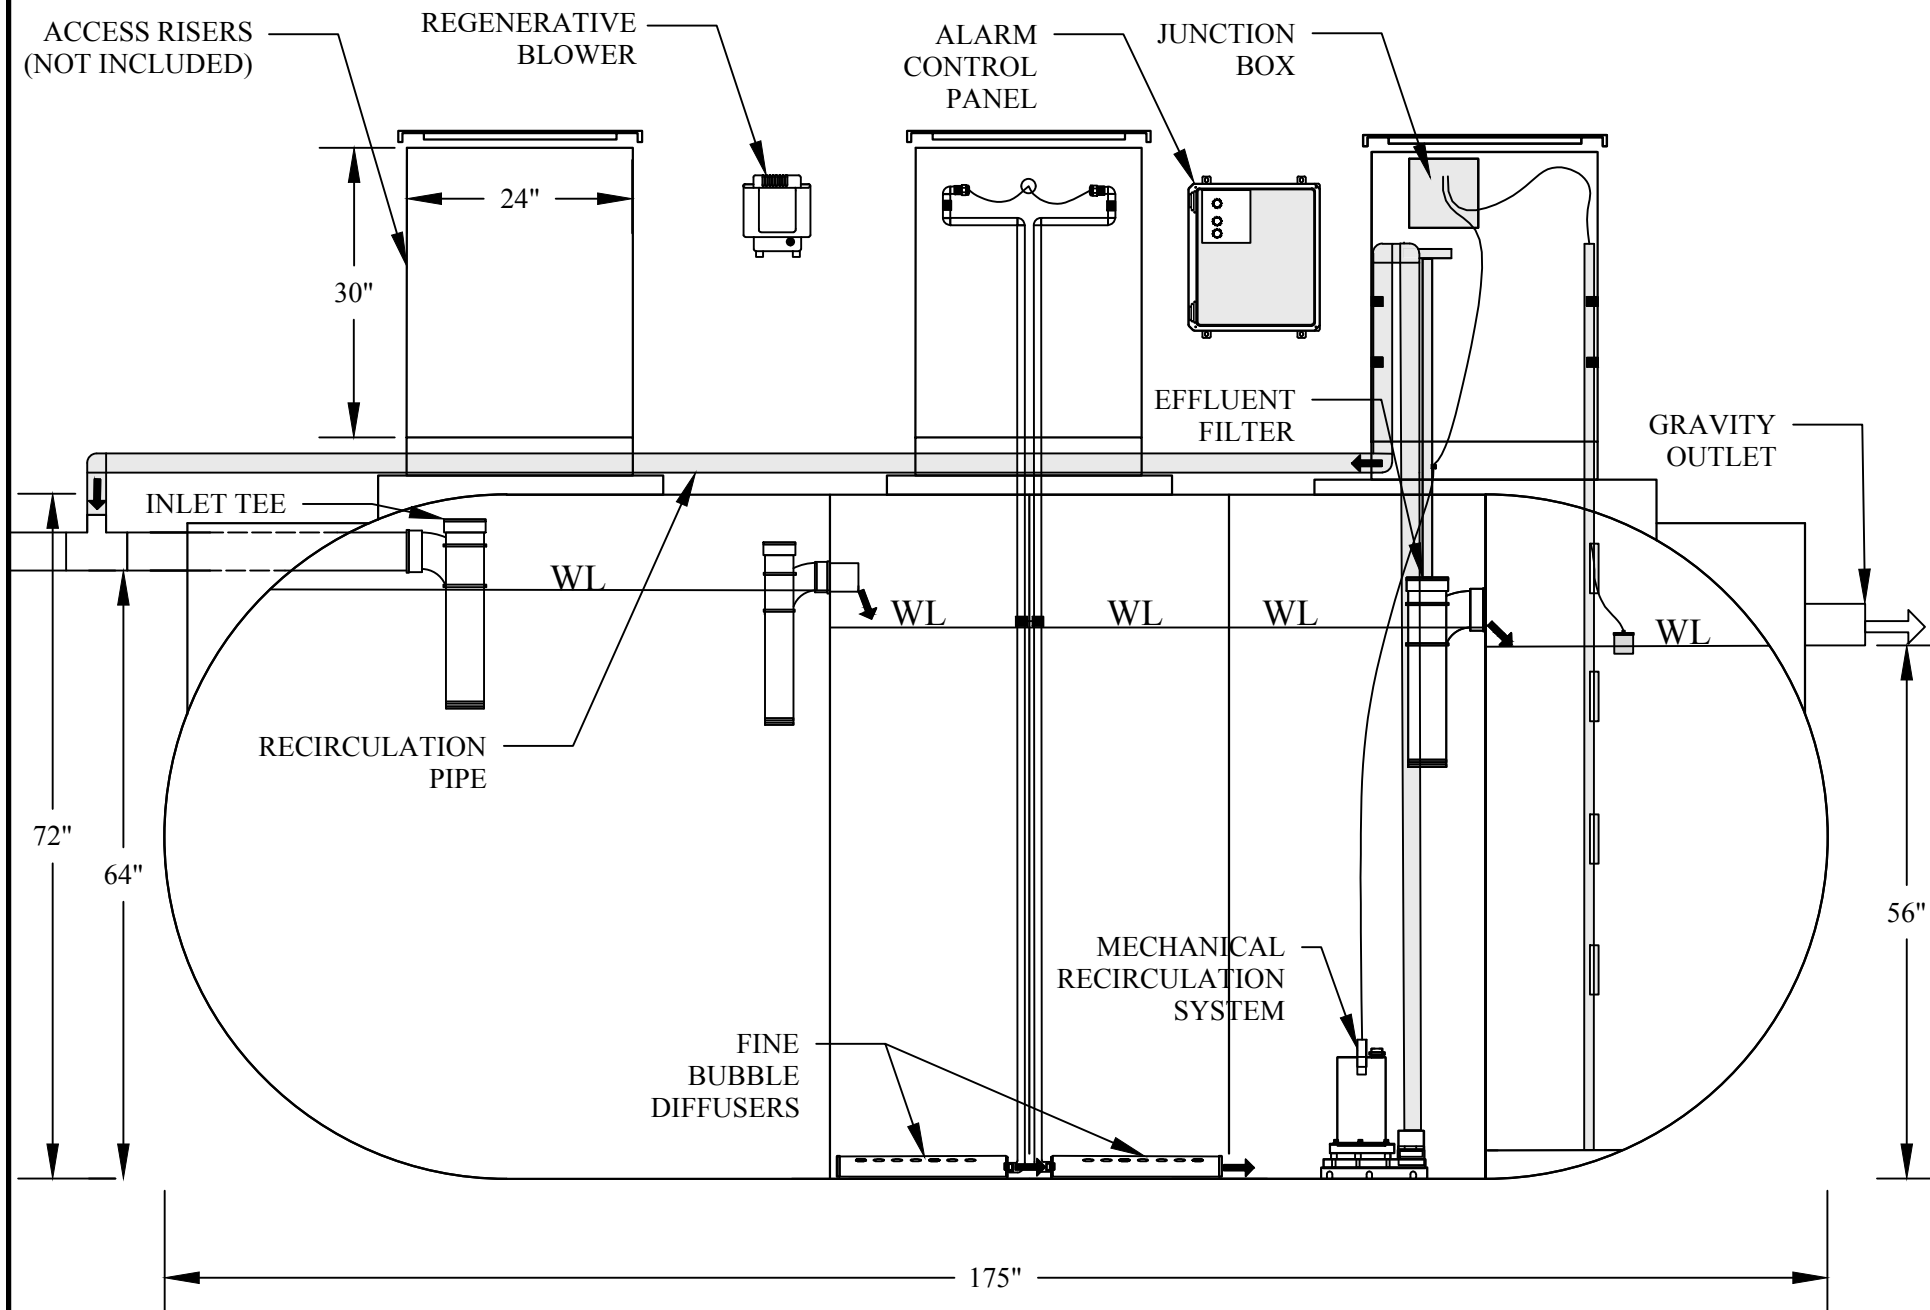 ACCESS RISERS
(NOT INCLUDED)
REGENERATIVE
BLOWER
ALARM
CONTROL
PANEL
JUNCTION
BOX
24"
30"
EFFLUENT
FILTER
GRAVITY
OUTLET
INLET TEE
WL
WL
WL
WL
WL
RECIRCULATION
PIPE
72"
64"
56"
MECHANICAL
RECIRCULATION
SYSTEM
FINE
BUBBLE
DIFFUSERS
175"